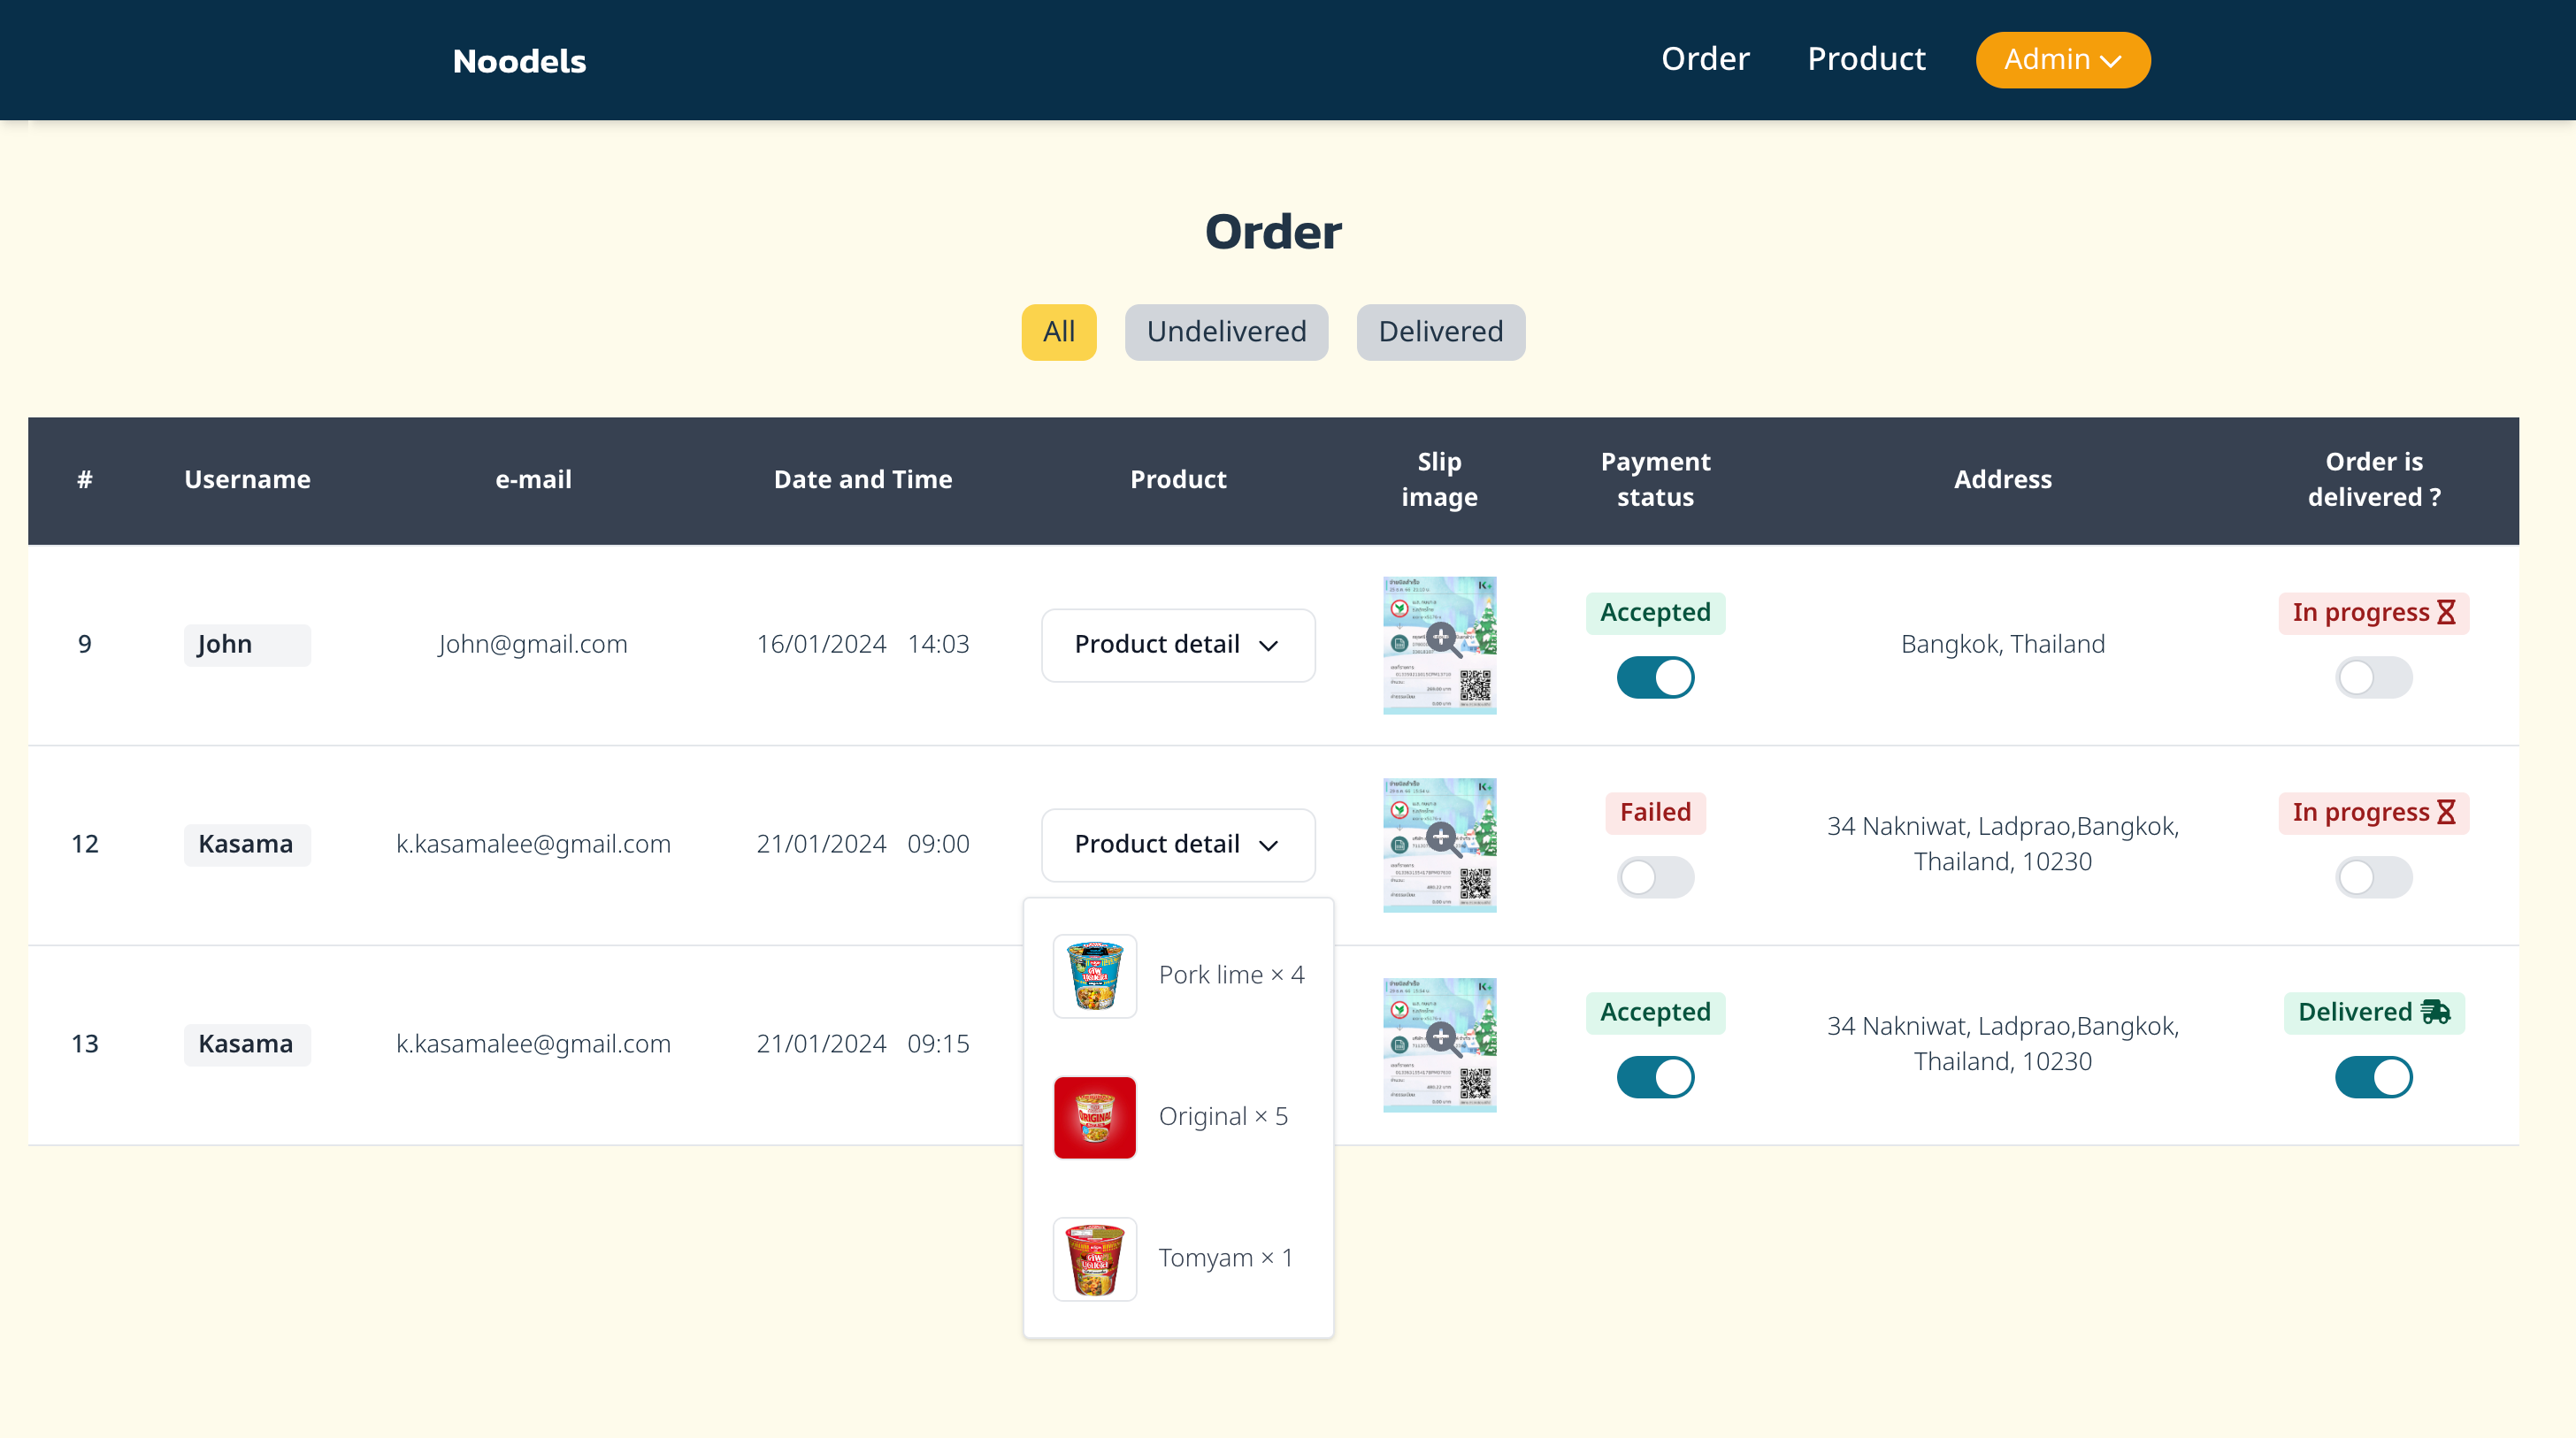 Noodels
Order Product Admin
Order
All Undelivered Delivered
# Username e-mail Date and Time Product Slip image Payment status Address Order is delivered ?
9 John John@gmail.com 16/01/2024 14:03 Product detail Accepted Bangkok, Thailand In progress
12 Kasama k.kasamalee@gmail.com 21/01/2024 09:00 Product detail Failed 34 Nakniwat, Ladprao,Bangkok, Thailand, 10230 In progress
Pork lime × 4
Original × 5
Tomyam × 1
13 Kasama k.kasamalee@gmail.com 21/01/2024 09:15 Accepted 34 Nakniwat, Ladprao,Bangkok, Thailand, 10230 Delivered